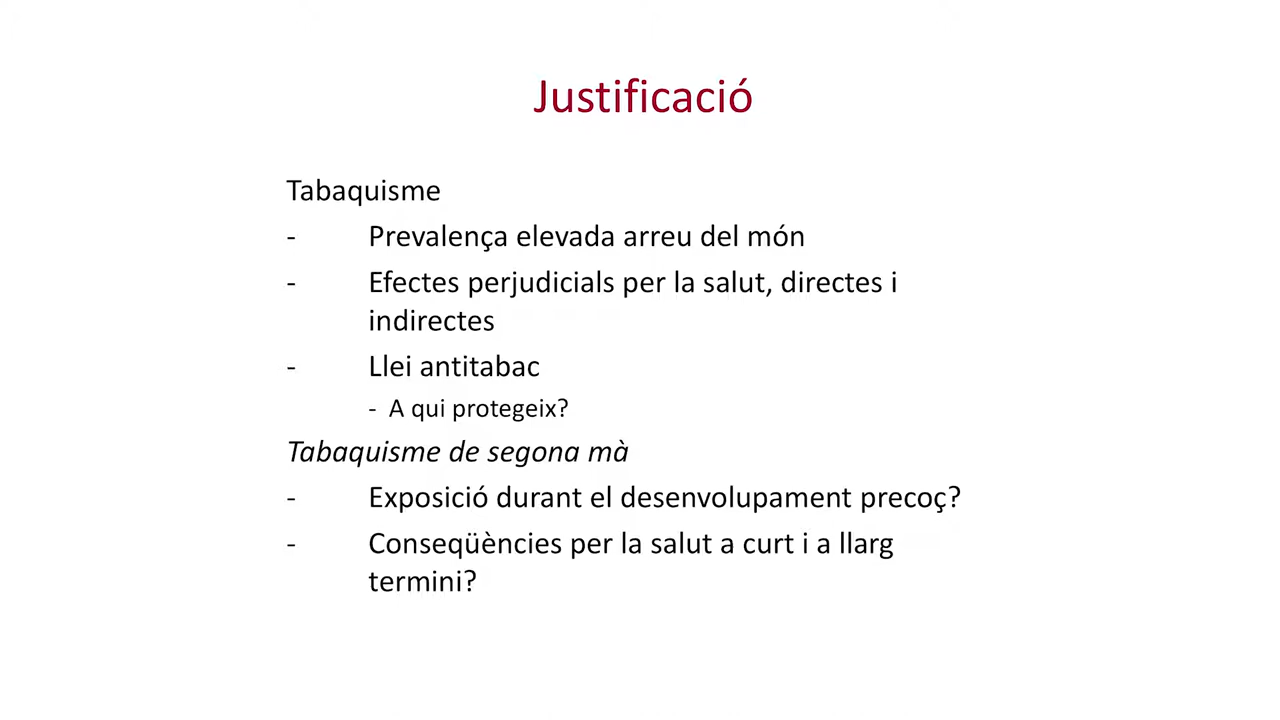 Justificació
Tabaquisme
- Prevalença elevada arreu del món
- Efectes perjudicials per la salut, directes i
indirectes
- Llei antitabac
- A qui protegeix?
Tabaquisme de segona mà
- Exposició durant el desenvolupament precoç?
- Conseqüències per la salut a curt i a llarg
termini?